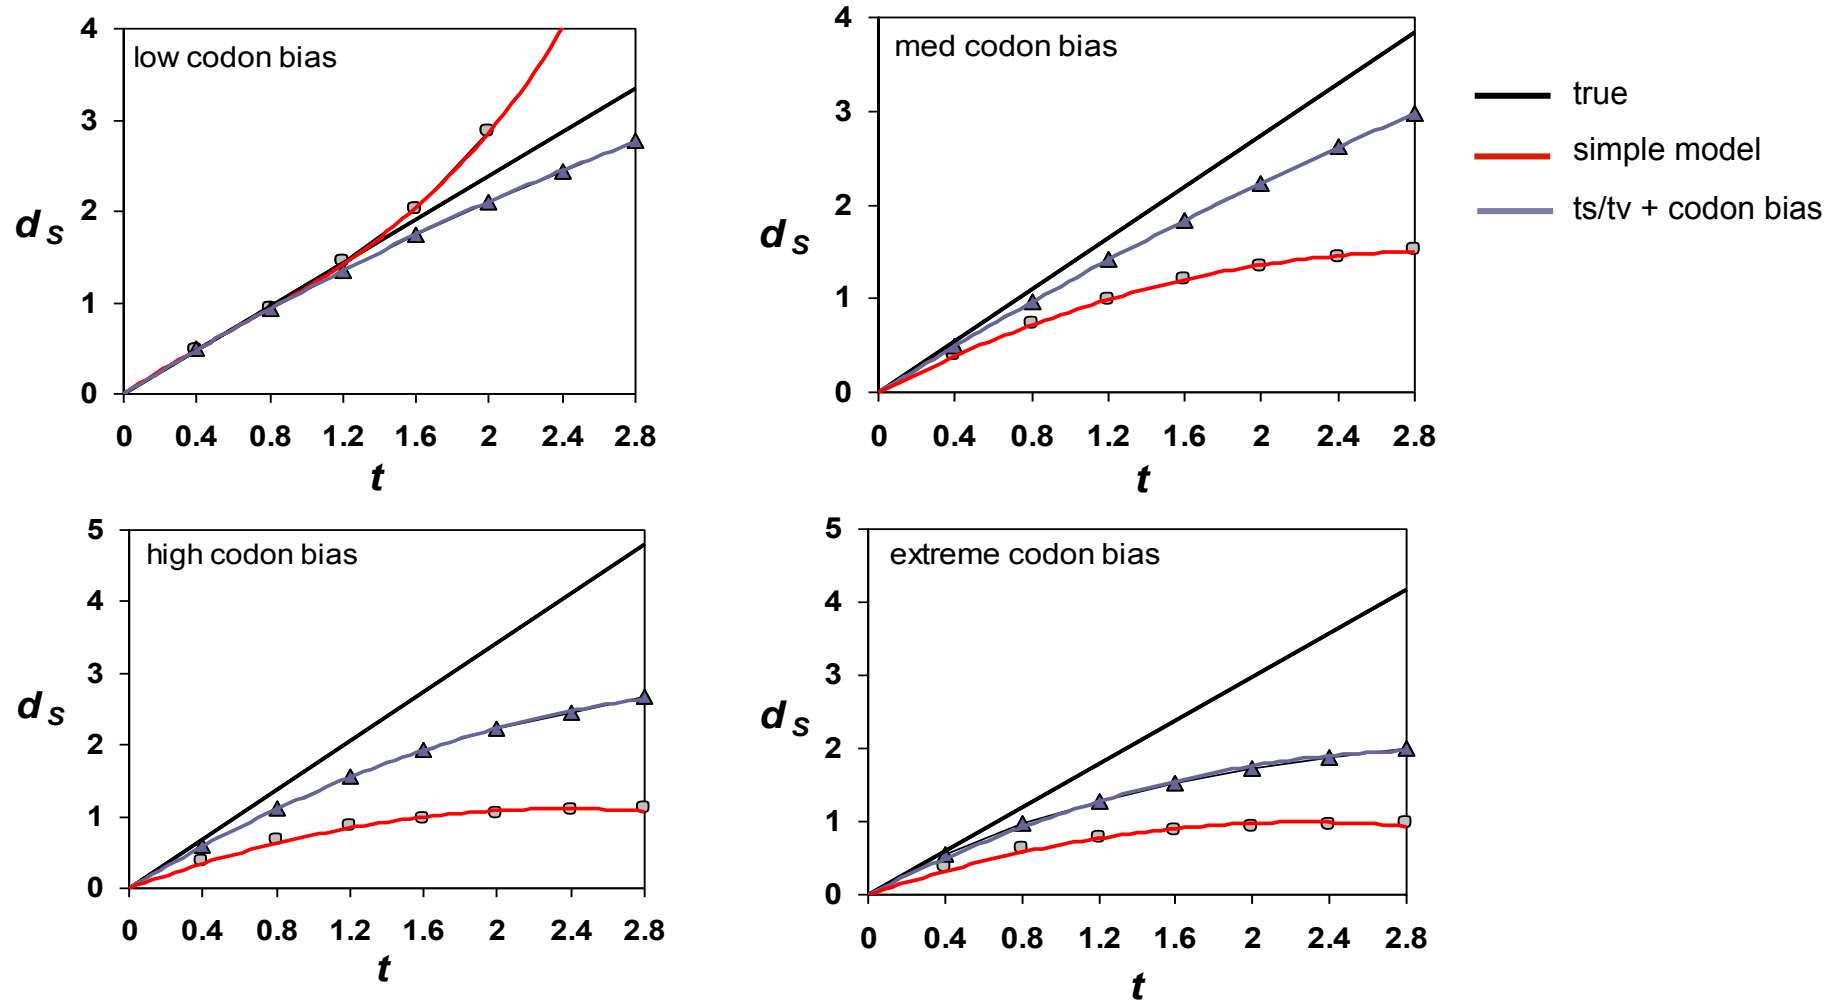 low codon bias
4
3
2
1
0
d S
0 0.4 0.8 1.2 1.6 2 2.4 2.8
t
med codon bias
4
3
2
1
0
d S
0 0.4 0.8 1.2 1.6 2 2.4 2.8
t
true
simple model
ts/tv + codon bias
high codon bias
5
4
3
2
1
0
d S
0 0.4 0.8 1.2 1.6 2 2.4 2.8
t
extreme codon bias
5
4
3
2
1
0
d S
0 0.4 0.8 1.2 1.6 2 2.4 2.8
t